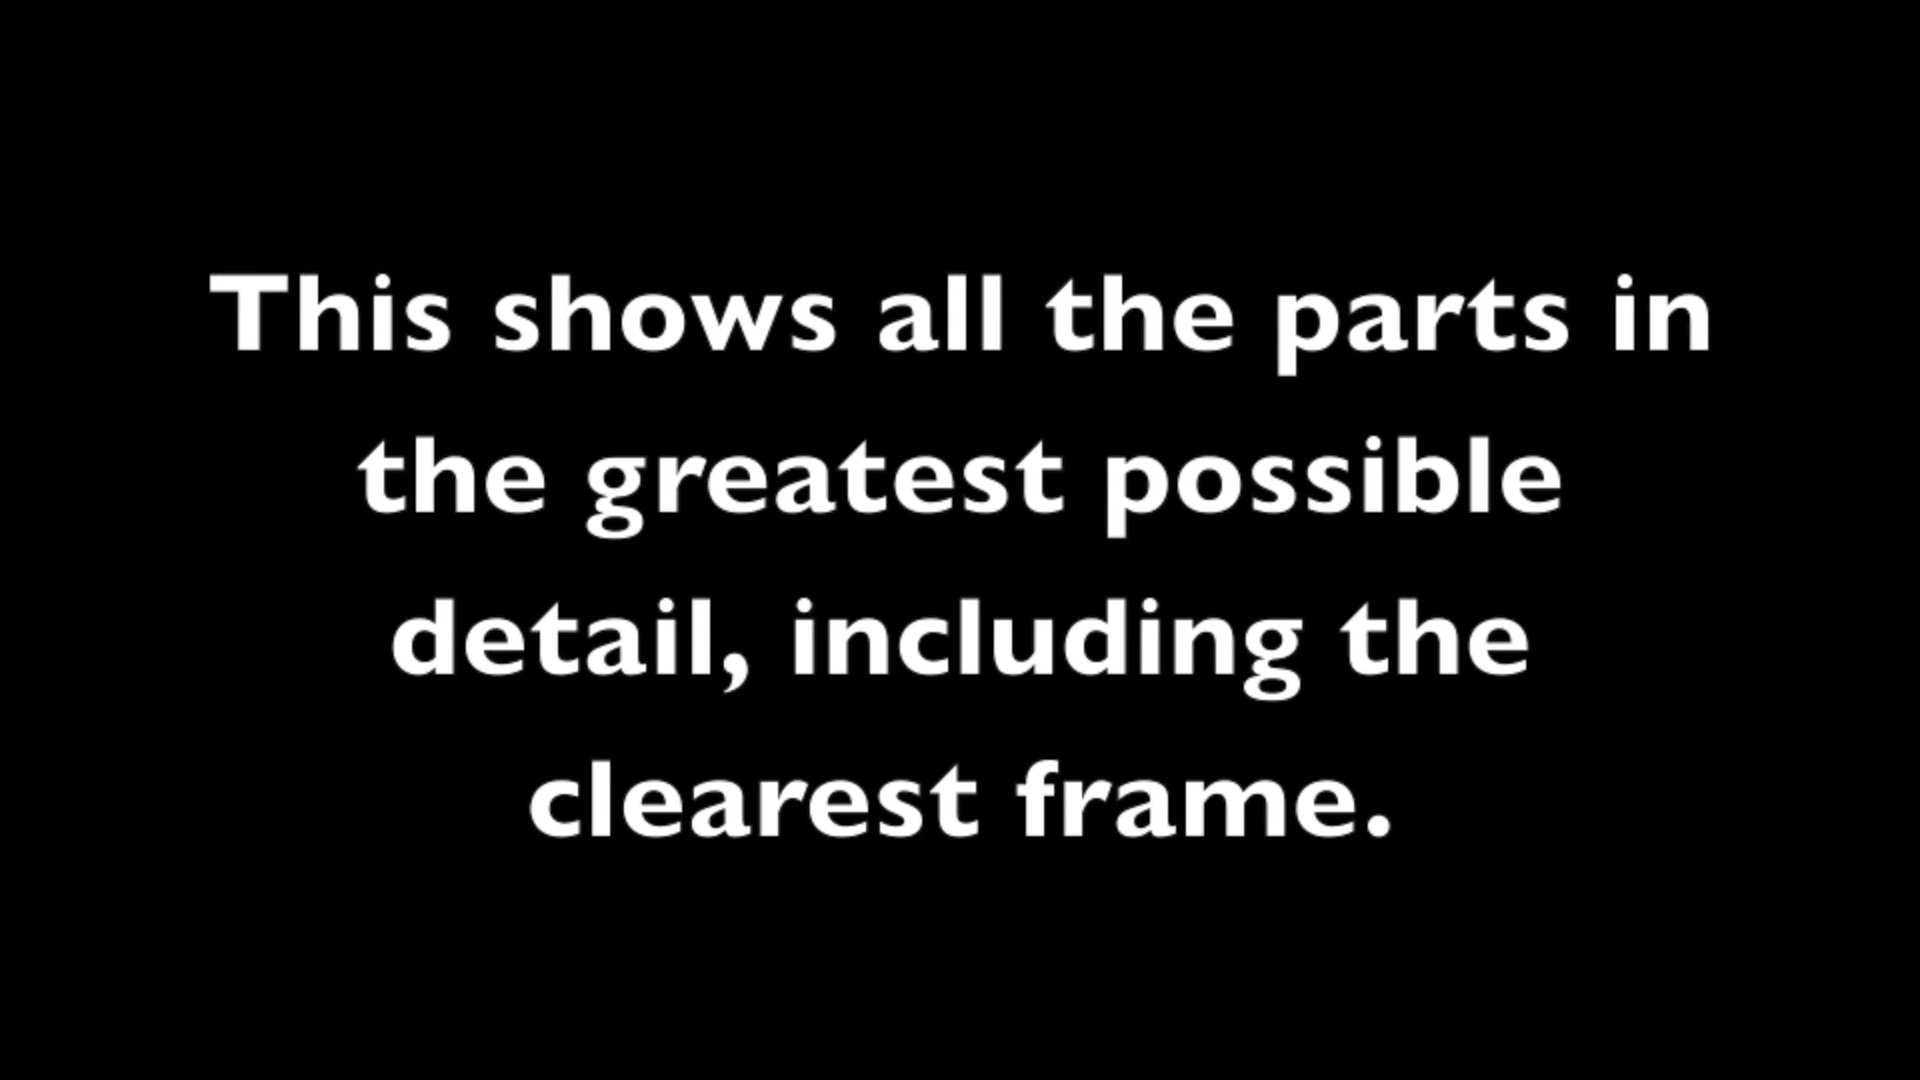 This shows all the parts in
the greatest possible
detail, including the
clearest frame.